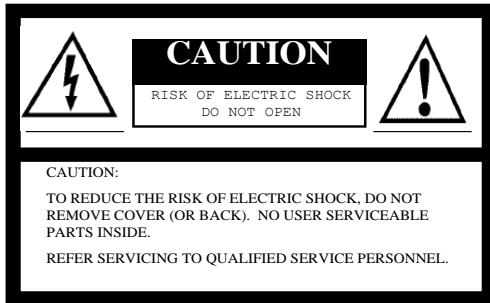 CAUTION
RISK OF ELECTRIC SHOCK
DO NOT OPEN
CAUTION:
TO REDUCE THE RISK OF ELECTRIC SHOCK, DO NOT
REMOVE COVER (OR BACK). NO USER SERVICEABLE
PARTS INSIDE.
REFER SERVICING TO QUALIFIED SERVICE PERSONNEL.